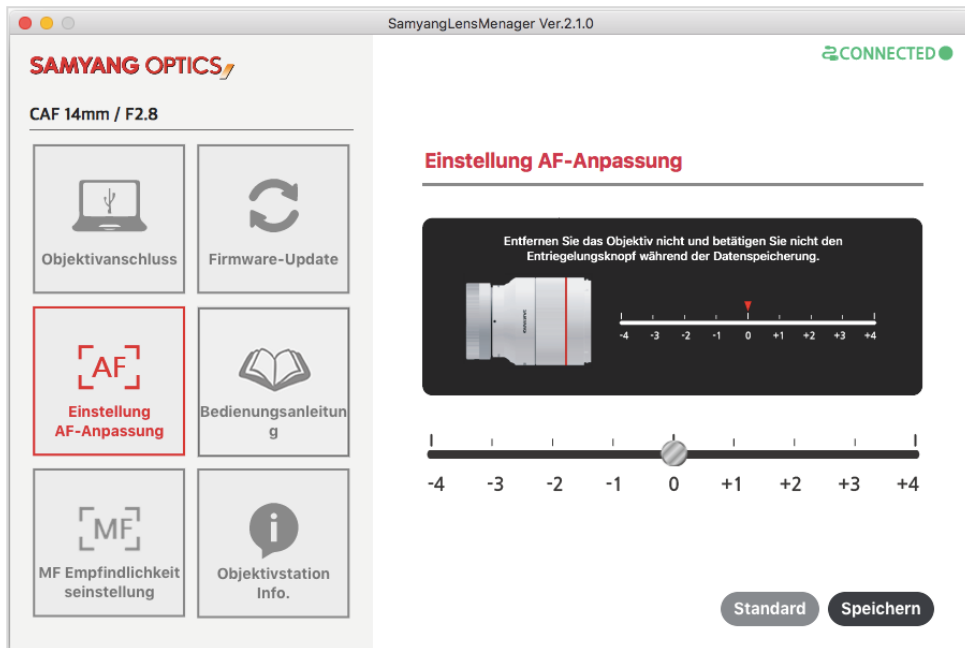 SamyangLensMenager Ver.2.1.0
SAMYANG OPTICS
CAF 14mm / F2.8
Objektivanschluss
Firmware-Update
AF
Einstellung
AF-Anpassung
Bedienungsanleitun
g
MF
MF Empfindlichkeit
seinstellung
i
Objektivstation
Info.
CONNECTED
Einstellung AF-Anpassung
Entfernen Sie das Objektiv nicht und betätigen Sie nicht den
Entriegelungsknopf während der Datenspeicherung.
SAMYANG
-4 -3 -2 -1 0 +1 +2 +3 +4
-4 -3 -2 -1 0 +1 +2 +3 +4
Standard
Speichern